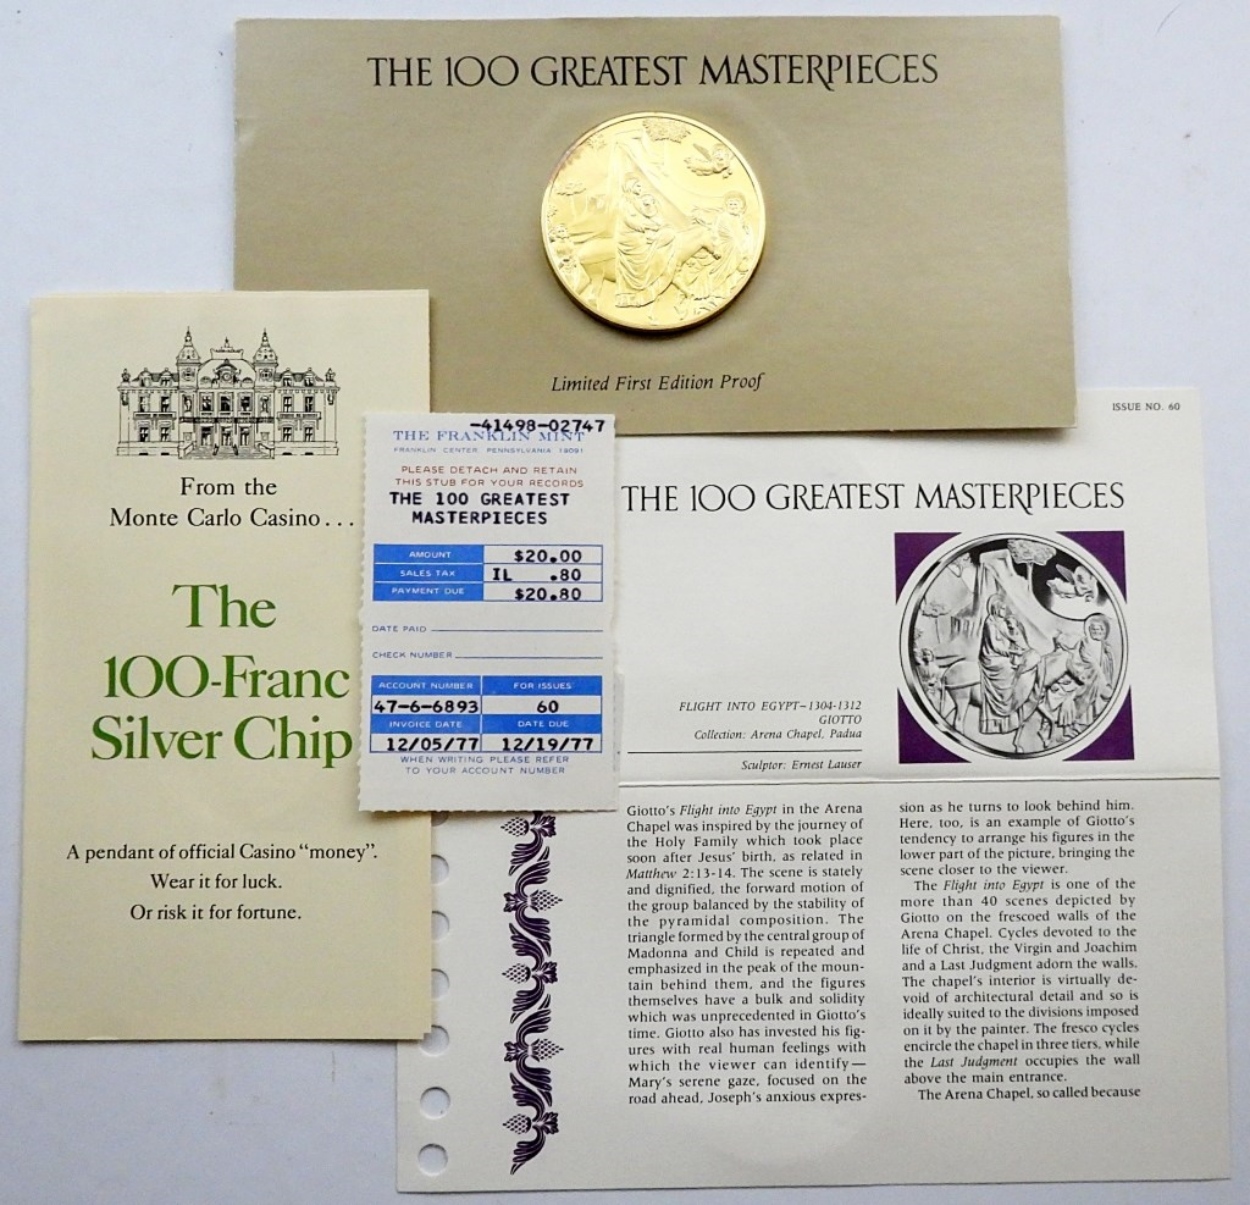 THE 100 GREATEST MASTERPIECES
Limited First Edition Proof
From the
Monte Carlo Casino...
The
100-Franc
Silver Chip
A pendant of official Casino "money".
Wear it for luck.
Or risk it for fortune.
-41498-02747
THE FRANKLIN MINT
FRANKLIN CENTER, PENNSYLVANIA 19091
PLEASE DETACH AND RETAIN
THIS STUB FOR YOUR RECORDS
THE 100 GREATEST
MASTERPIECES
AMOUNT $20.00
SALES TAX IL .80
PAYMENT DUE $20.80
DATE PAID
CHECK NUMBER
ACCOUNT NUMBER FOR ISSUES
47-6-6893 60
INVOICE DATE DATE DUE
12/05/77 12/19/77
WHEN WRITING PLEASE REFER
TO YOUR ACCOUNT NUMBER
ISSUE NO. 60
THE 100 GREATEST MASTERPIECES
FLIGHT INTO EGYPT–1304-1312
GIOTTO
Collection: Arena Chapel, Padua
Sculptor: Ernest Lauser
Giotto's Flight into Egypt in the Arena
Chapel was inspired by the journey of
the Holy Family which took place
soon after Jesus' birth, as related in
Matthew 2:13-14. The scene is stately
and dignified, the forward motion of
the group balanced by the stability of
the pyramidal composition. The
triangle formed by the central group of
Madonna and Child is repeated and
emphasized in the peak of the moun-
tain behind them, and the figures
themselves have a bulk and solidity
which was unprecedented in Giotto's
time. Giotto also has invested his fig-
ures with real human feelings with
which the viewer can identify—
Mary's serene gaze, focused on the
road ahead, Joseph's anxious expres-
sion as he turns to look behind him.
Here, too, is an example of Giotto's
tendency to arrange his figures in the
lower part of the picture, bringing the
scene closer to the viewer.
The Flight into Egypt is one of the
more than 40 scenes depicted by
Giotto on the frescoed walls of the
Arena Chapel. Cycles devoted to the
life of Christ, the Virgin and Joachim
and a Last Judgment adorn the walls.
The chapel's interior is virtually de-
void of architectural detail and so is
ideally suited to the divisions imposed
on it by the painter. The fresco cycles
encircle the chapel in three tiers, while
the Last Judgment occupies the wall
above the main entrance.
The Arena Chapel, so called because